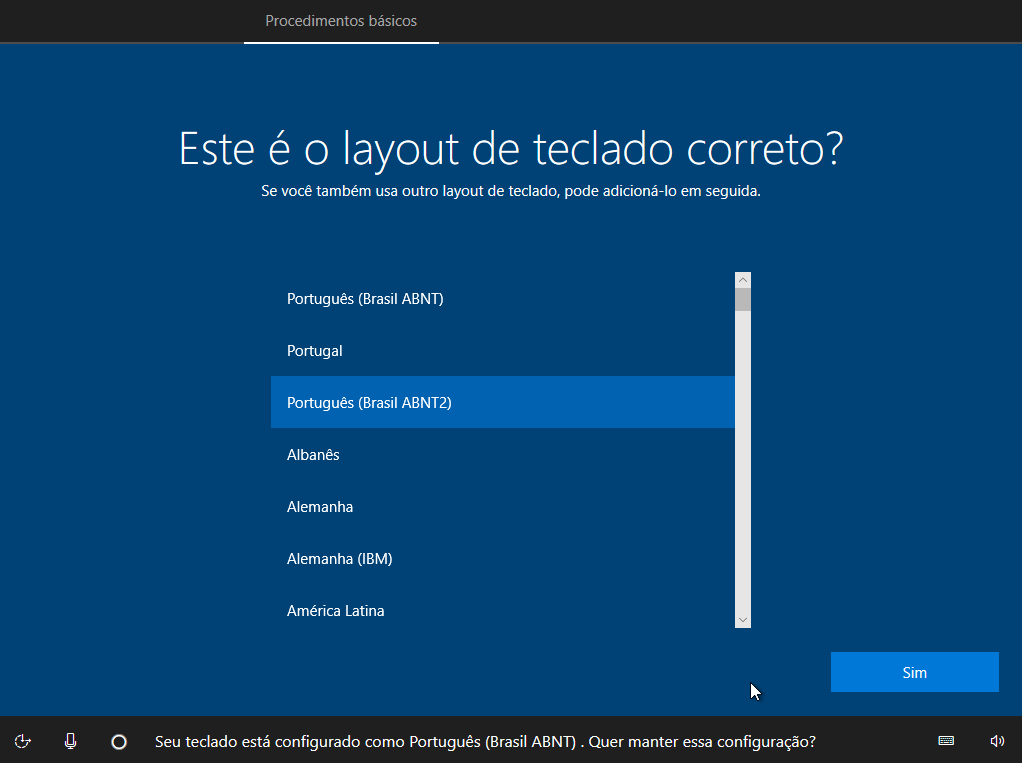 Procedimentos básicos
Este é o layout de teclado correto?
Se você também usa outro layout de teclado, pode adicioná-lo em seguida.
Português (Brasil ABNT)
Portugal
Português (Brasil ABNT2)
Albanês
Alemanha
Alemanha (IBM)
América Latina
Sim
Seu teclado está configurado como Português (Brasil ABNT) . Quer manter essa configuração?